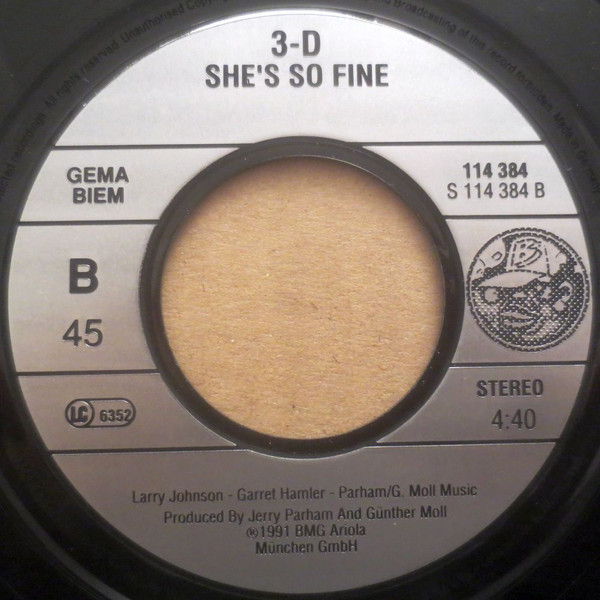 3-D
SHE'S SO FINE
GEMA
BIEM
114 384
S 114 384 B
B
B
45
STEREO
4:40
LC 6352
Larry Johnson - Garret Hamler - Parham/G. Moll Music
Produced By Jerry Parham And Günther Moll
℗1991 BMG Ariola
München GmbH